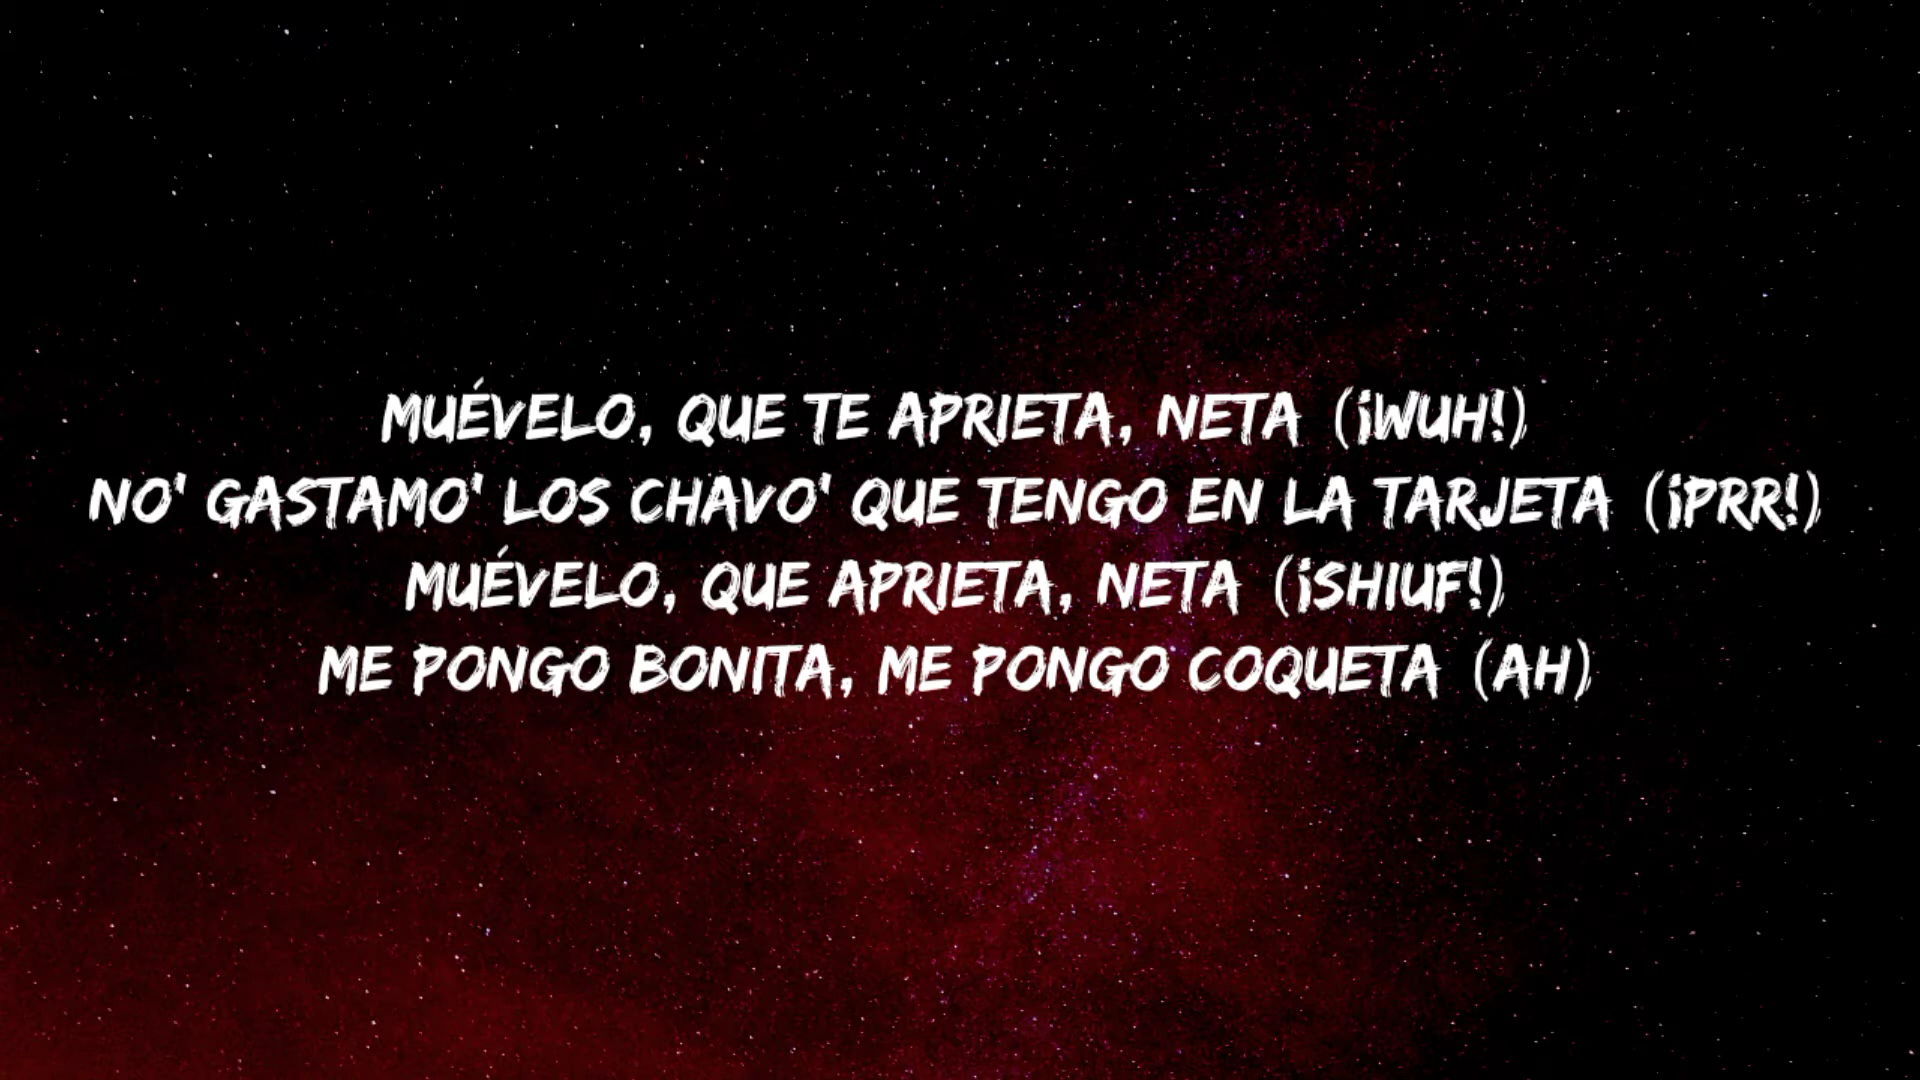 MUÉVELO, QUE TE APRIETA, NETA (¡WUH!)
NO' GASTAMO' LOS CHAVO' QUE TENGO EN LA TARJETA (¡PRR!)
MUÉVELO, QUE APRIETA, NETA (¡SHIUF!)
ME PONGO BONITA, ME PONGO COQUETA (AH)